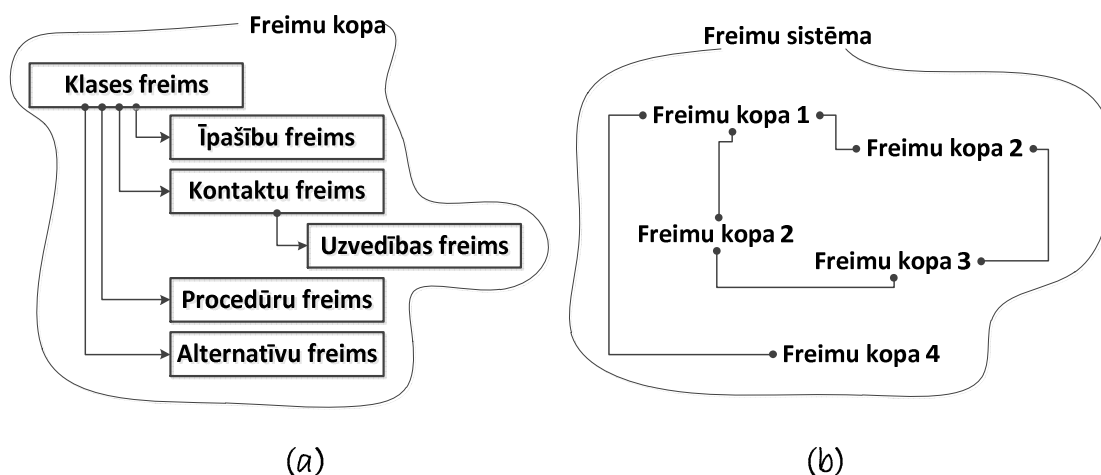 Freimu kopa
Klases freims
Īpašību freims
Kontaktu freims
Uzvedības freims
Procedūru freims
Alternatīvu freims
(a)
Freimu sistēma
Freimu kopa 1
Freimu kopa 2
Freimu kopa 2
Freimu kopa 3
Freimu kopa 4
(b)